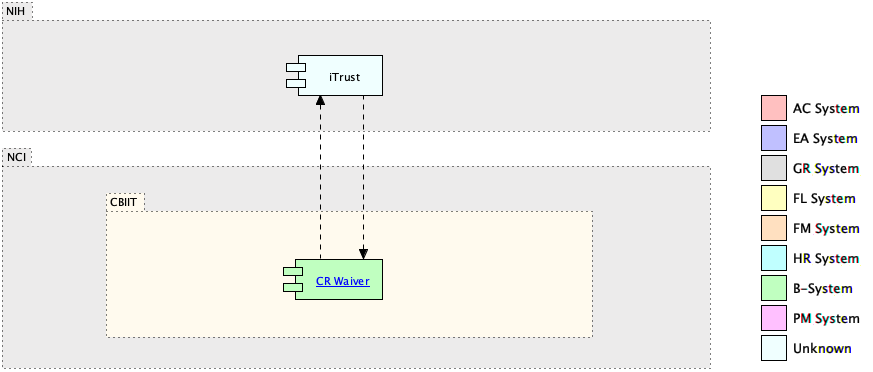 NIH
iTrust
NCI
CBIIT
CR Waiver
AC System
EA System
GR System
FL System
FM System
HR System
B-System
PM System
Unknown